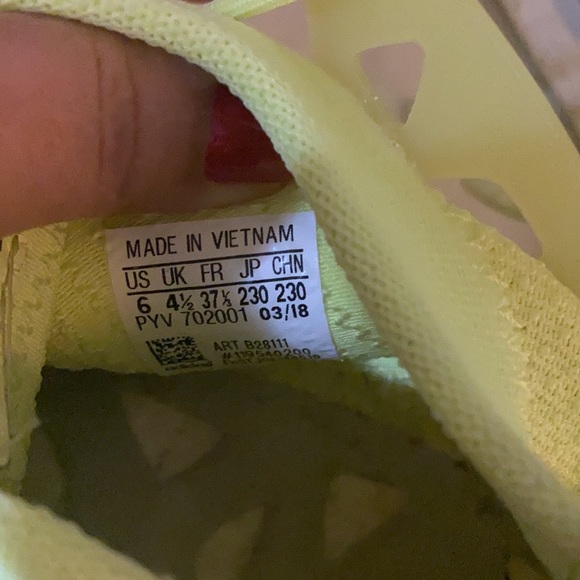 MADE IN VIETNAM
US UK FR JP CHN
6 4½ 37⅓ 230 230
PYV 702001 03/18
ART B28111
adidas